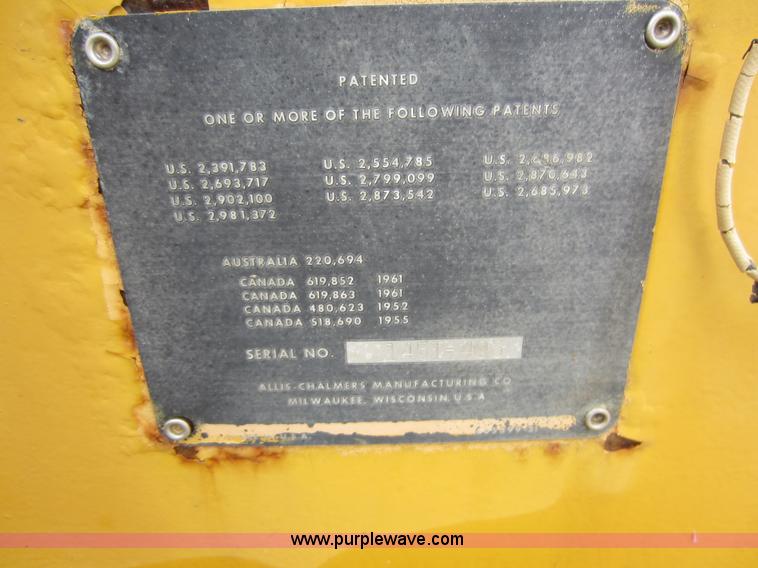 PATENTED
ONE OR MORE OF THE FOLLOWING PATENTS
U.S. 2,391,783 U.S. 2,554,785 U.S. 2,688,982
U.S. 2,693,717 U.S. 2,799,099 U.S. 2,870,643
U.S. 2,902,100 U.S. 2,873,542 U.S. 2,685,973
U.S. 2,981,372
AUSTRALIA 220,694
CANADA 619,852 1961
CANADA 619,863 1961
CANADA 480,623 1952
CANADA 518,690 1955
SERIAL NO.
ALLIS-CHALMERS MANUFACTURING CO
MILWAUKEE, WISCONSIN, U.S.A
U.S.A.
www.purplewave.com